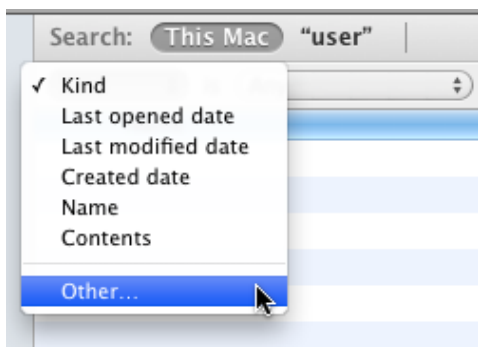 Search: This Mac “user”
✓ Kind
Last opened date
Last modified date
Created date
Name
Contents
Other...